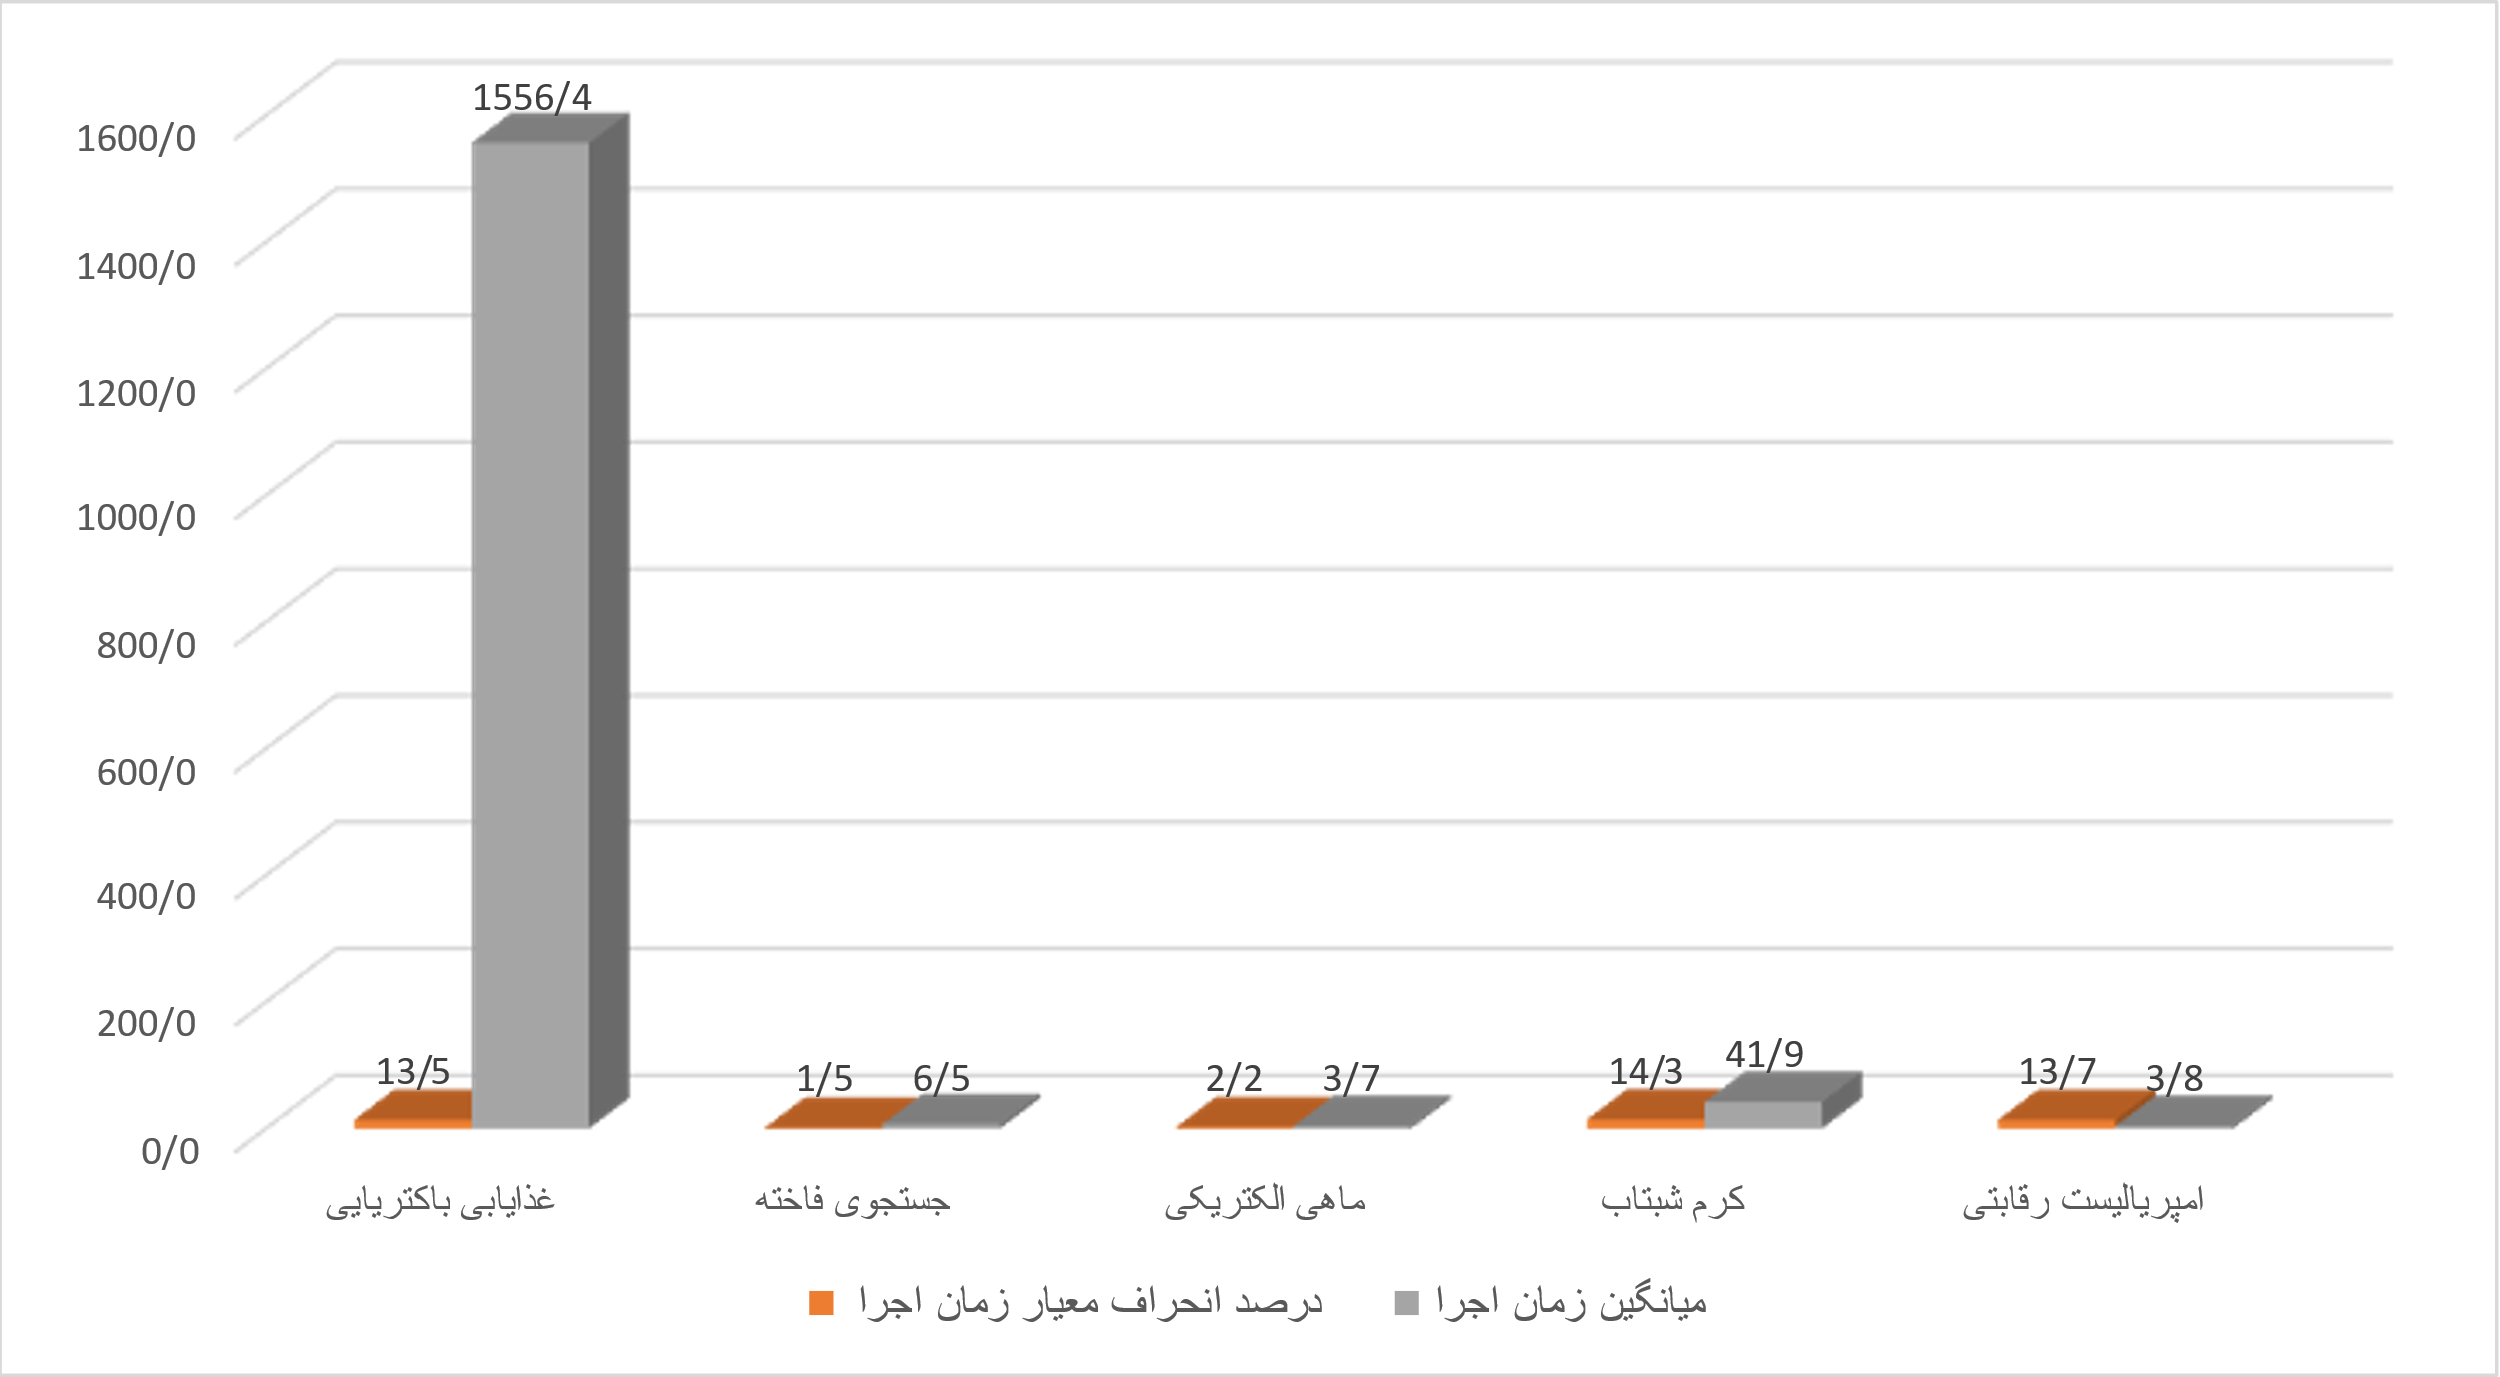 1600/0
1400/0
1200/0
1000/0
800/0
600/0
400/0
200/0
0/0
1556/4
13/5
1/5
6/5
2/2
3/7
14/3
41/9
13/7
3/8
غذایابی باکتریایی
جستجوی فاخته
ماهی الکتریکی
کرم شبتاب
امپریالیست رقابتی
درصد انحراف معیار زمان اجرا
میانگین زمان اجرا